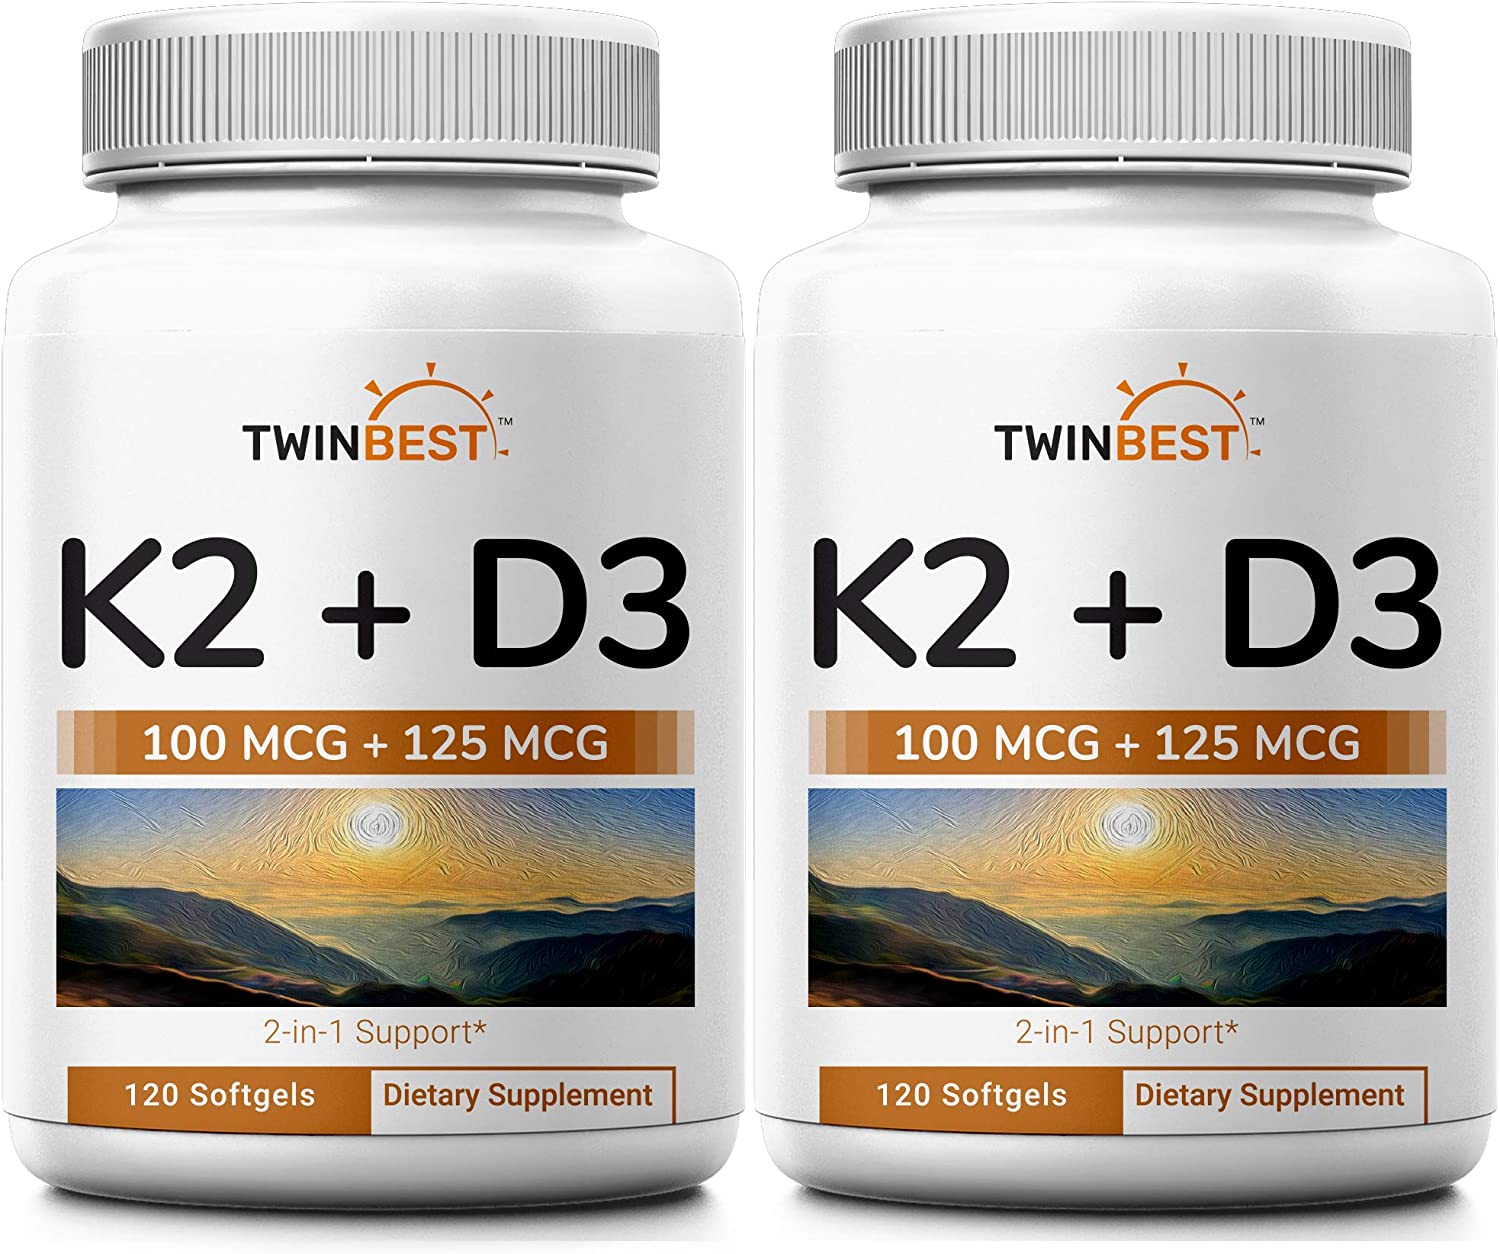 TWINBEST™
K2 + D3
100 MCG + 125 MCG
2-in-1 Support*
120 Softgels
Dietary Supplement
TWINBEST™
K2 + D3
100 MCG + 125 MCG
2-in-1 Support*
120 Softgels
Dietary Supplement